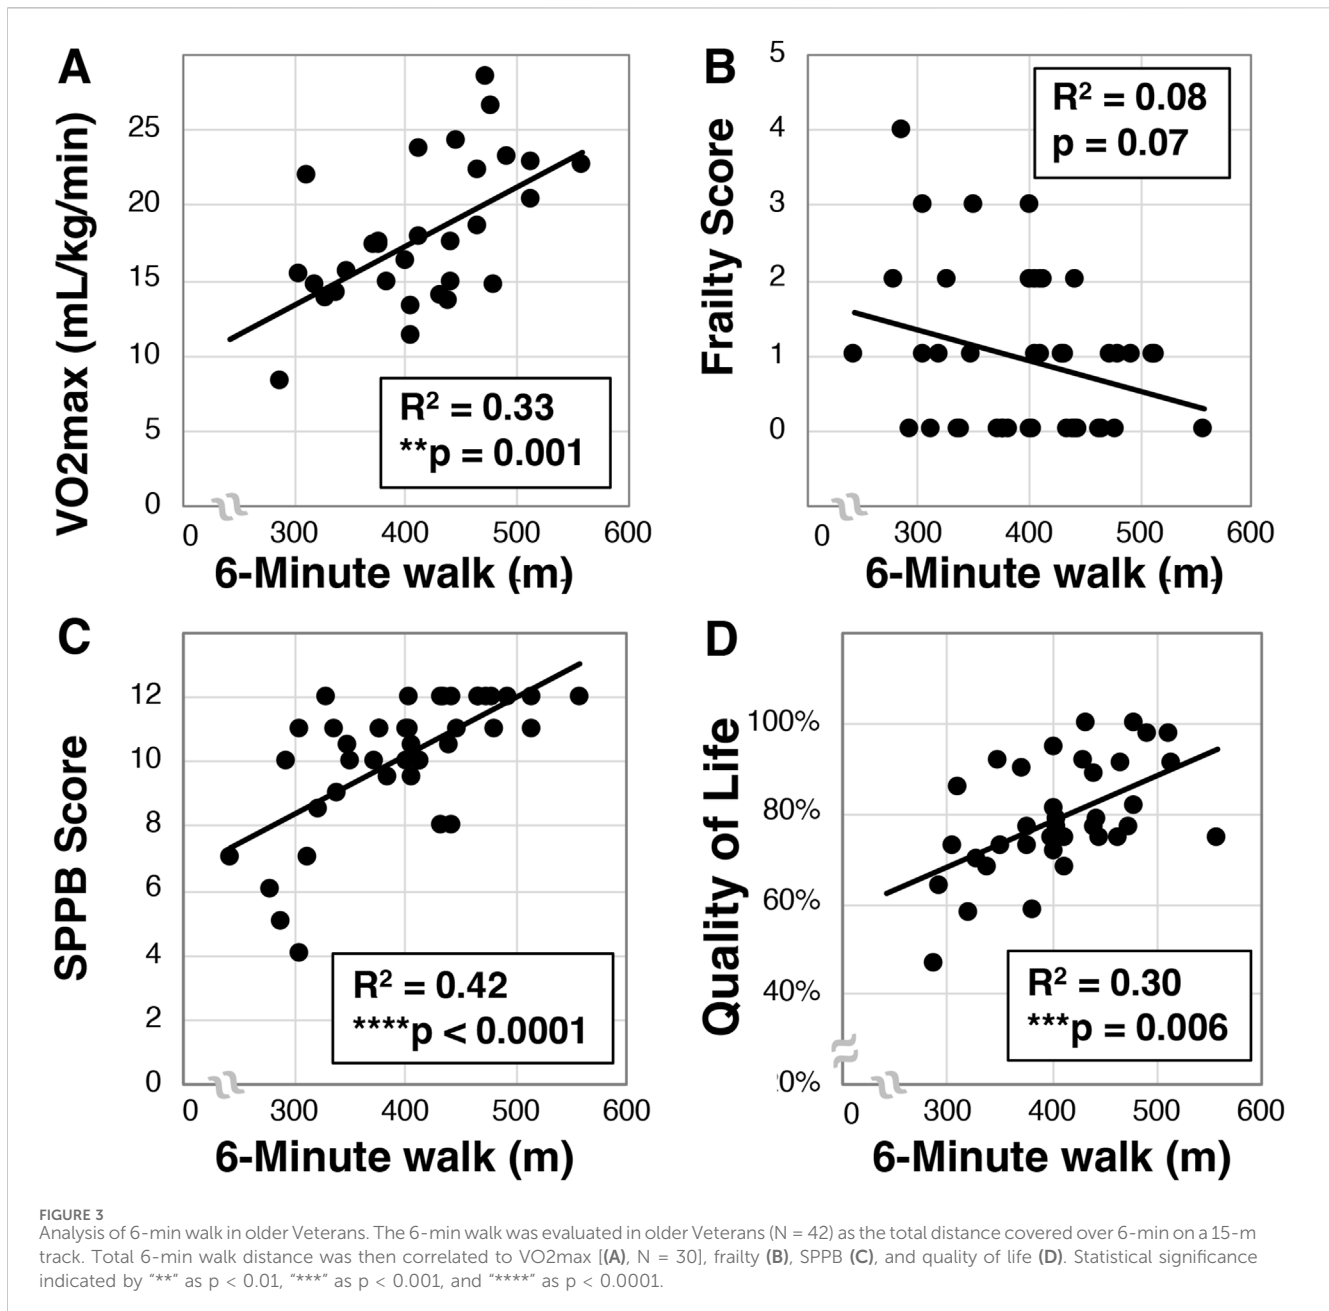 A
VO2max (mL/kg/min)
25
20
15
10
5
0
R² = 0.33
**p = 0.001
0 300 400 500 600
6-Minute walk (m)
B
Frailty Score
5
4
3
2
1
0
R² = 0.08
p = 0.07
0 300 400 500 600
6-Minute walk (m)
C
SPPB Score
12
10
8
6
4
2
0
R² = 0.42
****p < 0.0001
0 300 400 500 600
6-Minute walk (m)
D
Quality of Life
100%
80%
60%
40%
0%
R² = 0.30
***p = 0.006
0 300 400 500 600
6-Minute walk (m)
FIGURE 3
Analysis of 6-min walk in older Veterans. The 6-min walk was evaluated in older Veterans (N = 42) as the total distance covered over 6-min on a 15-m
track. Total 6-min walk distance was then correlated to VO2max [(A), N = 30], frailty (B), SPPB (C), and quality of life (D). Statistical significance
indicated by "**" as p < 0.01, "***" as p < 0.001, and "****" as p < 0.0001.